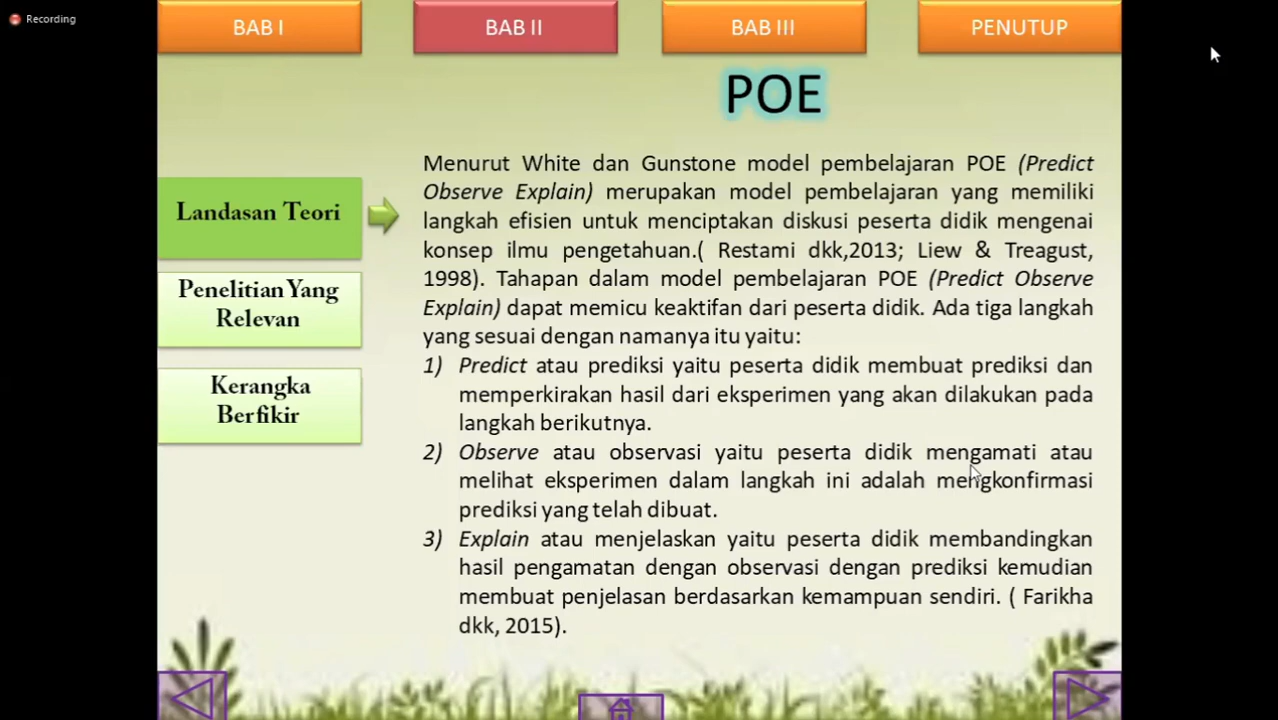 Recording
BAB I
BAB II
BAB III
PENUTUP
POE
Landasan Teori
Penelitian Yang
Relevan
Kerangka
Berfikir
Menurut White dan Gunstone model pembelajaran POE (Predict
Observe Explain) merupakan model pembelajaran yang memiliki
langkah efisien untuk menciptakan diskusi peserta didik mengenai
konsep ilmu pengetahuan.( Restami dkk,2013; Liew & Treagust,
1998). Tahapan dalam model pembelajaran POE (Predict Observe
Explain) dapat memicu keaktifan dari peserta didik. Ada tiga langkah
yang sesuai dengan namanya itu yaitu:
1) Predict atau prediksi yaitu peserta didik membuat prediksi dan
memperkirakan hasil dari eksperimen yang akan dilakukan pada
langkah berikutnya.
2) Observe atau observasi yaitu peserta didik mengamati atau
melihat eksperimen dalam langkah ini adalah mengkonfirmasi
prediksi yang telah dibuat.
3) Explain atau menjelaskan yaitu peserta didik membandingkan
hasil pengamatan dengan observasi dengan prediksi kemudian
membuat penjelasan berdasarkan kemampuan sendiri. ( Farikha
dkk, 2015).